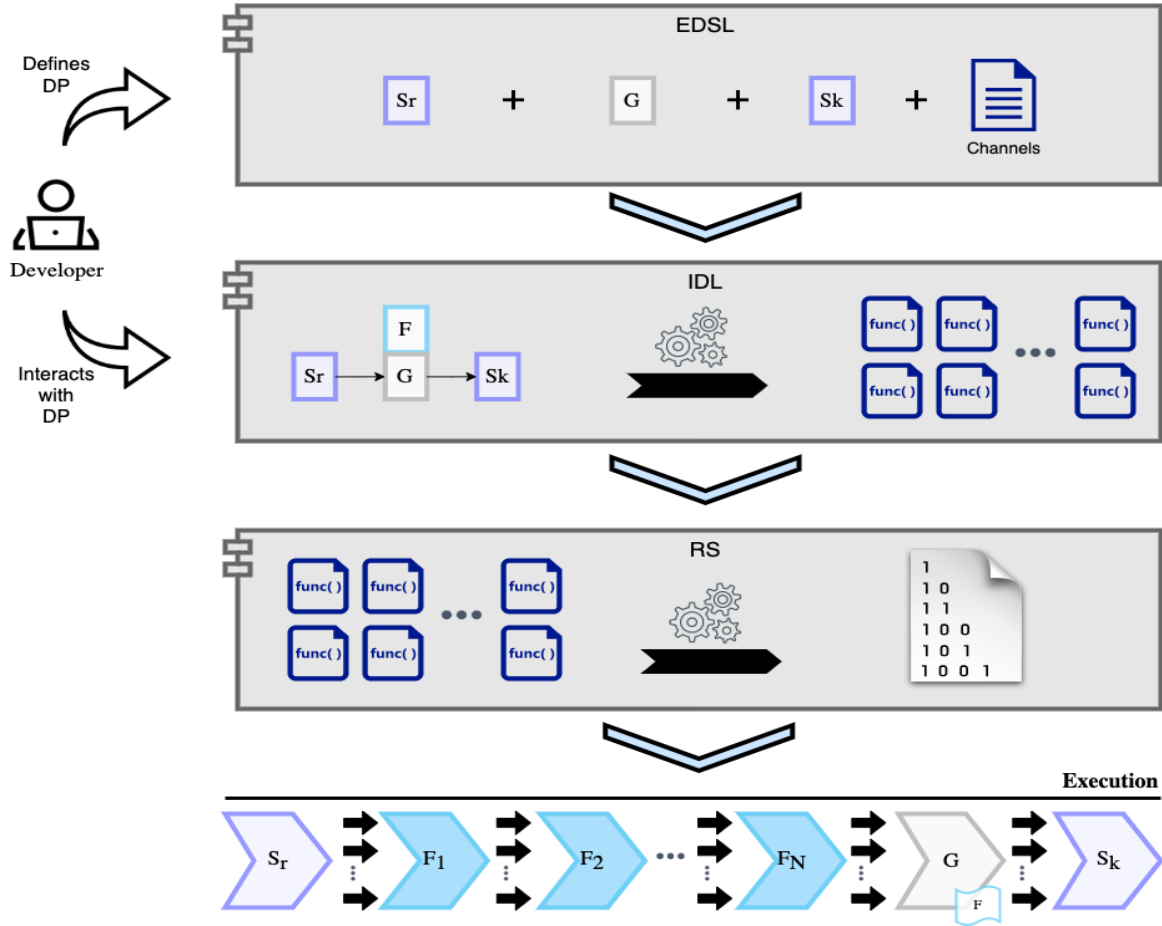 EDSL
Defines
DP
Sr + G + Sk +
Channels
Developer
IDL
F
Sr G Sk
func( ) func( ) ... func( )
func( ) func( ) func( )
Interacts
with
DP
RS
func( ) func( ) ... func( )
func( ) func( ) func( )
1
1 0
1 1
1 0 0
1 0 1
1 0 0 1
Execution
Sr F1 F2 ... FN G Sk
F